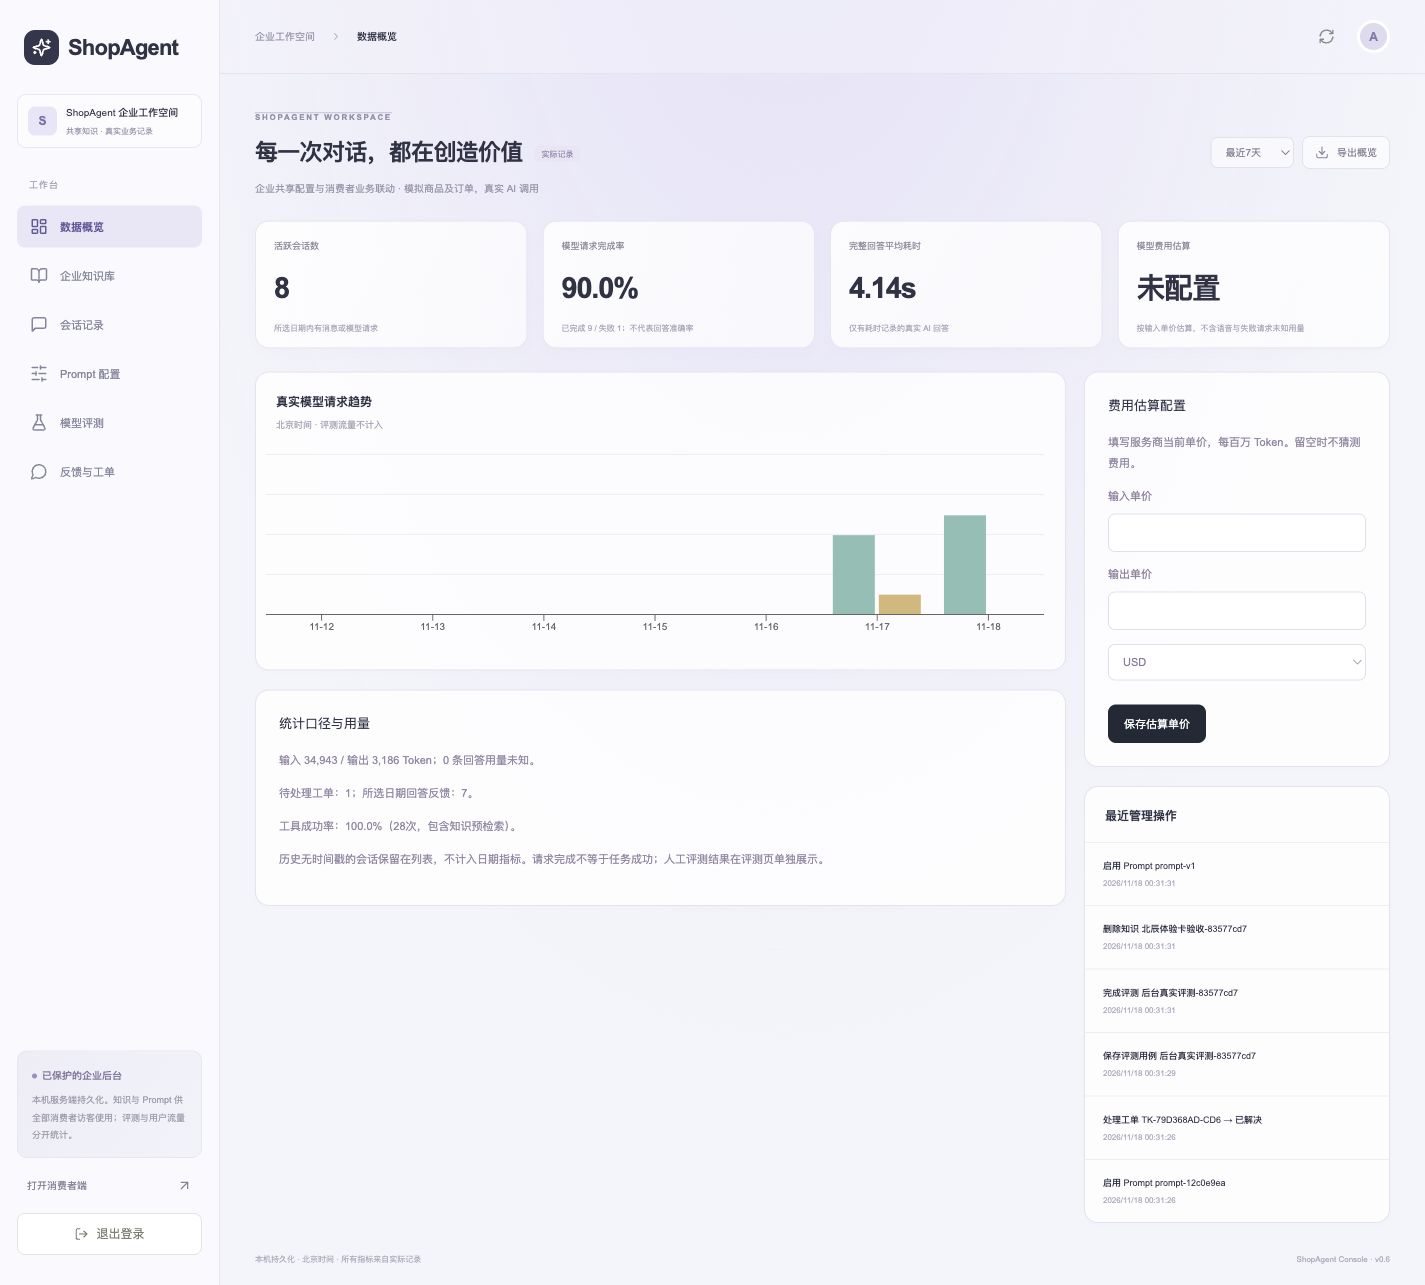 ShopAgent
S
ShopAgent 企业工作空间
共享知识 · 真实业务记录
工作台
数据概览
企业知识库
会话记录
Prompt 配置
模型评测
反馈与工单
已保护的企业后台
本机服务端持久化。知识与 Prompt 供
全部消费者访客使用；评测与用户流量
分开统计。
打开消费者端
退出登录
企业工作空间
数据概览
A
SHOPAGENT WORKSPACE
每一次对话，都在创造价值
实际记录
企业共享配置与消费者业务联动 · 模拟商品及订单，真实 AI 调用
最近7天
导出概览
活跃会话数
8
所选日期内有消息或模型请求
模型请求完成率
90.0%
已完成 9 / 失败 1；不代表回答准确率
完整回答平均耗时
4.14s
仅有耗时记录的真实 AI 回答
模型费用估算
未配置
按输入单价估算，不含语音与失败请求未知用量
真实模型请求趋势
北京时间 · 评测流量不计入
11-12
11-13
11-14
11-15
11-16
11-17
11-18
统计口径与用量
输入 34,943 / 输出 3,186 Token；0 条回答用量未知。
待处理工单：1；所选日期回答反馈：7。
工具成功率：100.0%（28次，包含知识预检索）。
历史无时间戳的会话保留在列表，不计入日期指标。请求完成不等于任务成功；人工评测结果在评测页单独展示。
费用估算配置
填写服务商当前单价，每百万 Token。留空时不猜测
费用。
输入单价
输出单价
USD
保存估算单价
最近管理操作
启用 Prompt prompt-v1
2026/11/18 00:31:31
删除知识 北辰体验卡验收-83577cd7
2026/11/18 00:31:31
完成评测 后台真实评测-83577cd7
2026/11/18 00:31:31
保存评测用例 后台真实评测-83577cd7
2026/11/18 00:31:29
处理工单 TK-79D368AD-CD6 → 已解决
2026/11/18 00:31:26
启用 Prompt prompt-12c0e9ea
2026/11/18 00:31:26
本机持久化 · 北京时间 · 所有指标来自实际记录
ShopAgent Console · v0.6